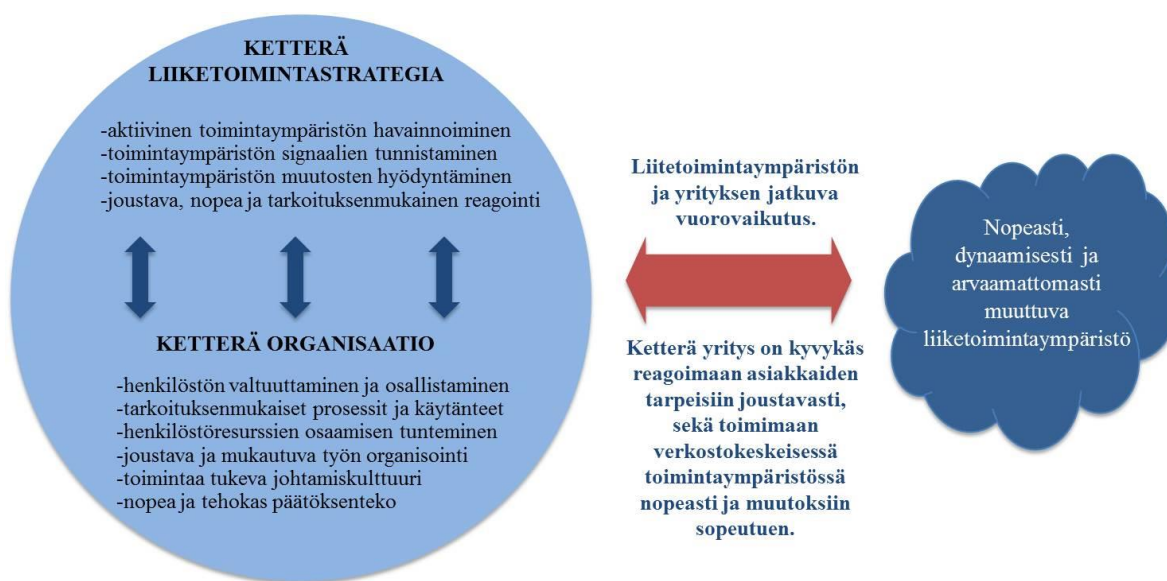 KETTERÄ
LIIKETOIMINTASTRATEGIA
-aktiivinen toimintaympäristön havainnoiminen
-toimintaympäristön signaalien tunnistaminen
-toimintaympäristön muutosten hyödyntäminen
-joustava, nopea ja tarkoituksenmukainen reagointi
KETTERÄ ORGANISAATIO
-henkilöstön valtuuttaminen ja osallistaminen
-tarkoituksenmukaiset prosessit ja käytänteet
-henkilöstöresurssien osaamisen tunteminen
-joustava ja mukautuva työn organisointi
-toimintaa tukeva johtamiskulttuuri
-nopea ja tehokas päätöksenteko
Liitetoimintaympäristön
ja yrityksen jatkuva
vuorovaikutus.
Ketterä yritys on kyvykäs
reagoimaan asiakkaiden
tarpeisiin joustavasti,
sekä toimimaan
verkostokeskeisessä
toimintaympäristössä
nopeasti ja muutoksiin
sopeutuen.
Nopeasti,
dynaamisesti ja
arvaamattomasti
muuttuva
liiketoimintaympäristö